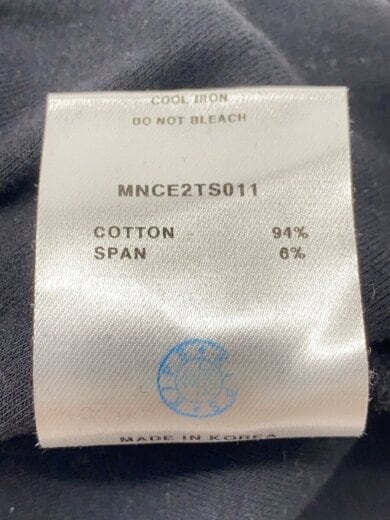 COOL IRON
DO NOT BLEACH
MNCE2TS011
COTTON 94%
SPAN 6%
MADE IN KOREA